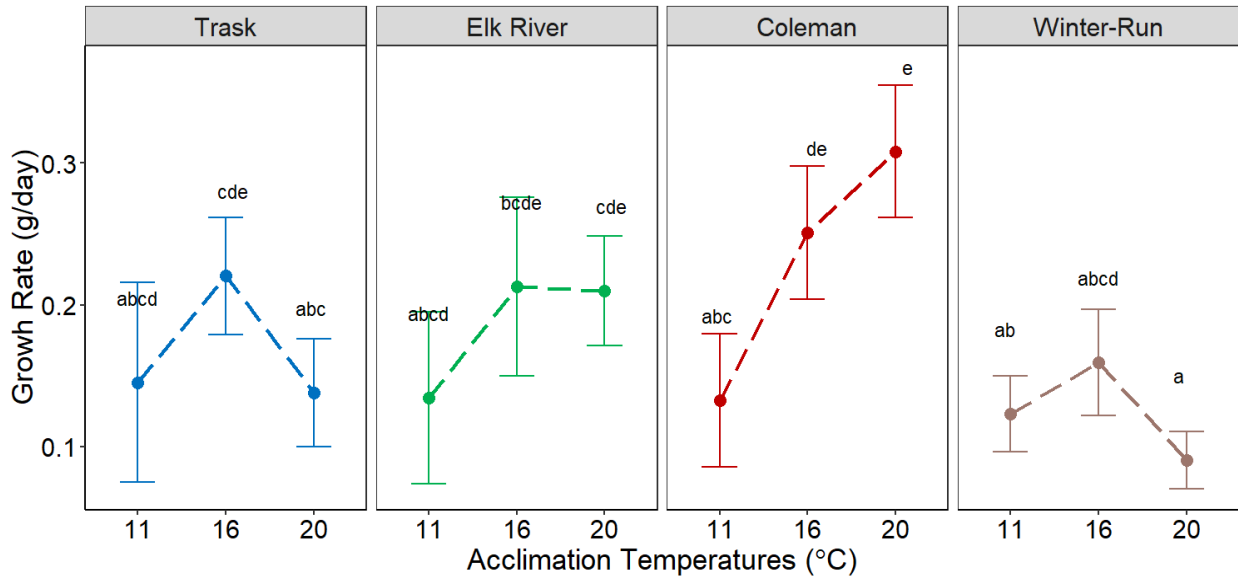 Trask Elk River Coleman Winter-Run
e
de
cde
bcde cde
abcd
abcd abc
abcd abc ab
a
Growh Rate (g/day)
0.3
0.2
0.1
11 16 20 11 16 20 11 16 20 11 16 20
Acclimation Temperatures (°C)